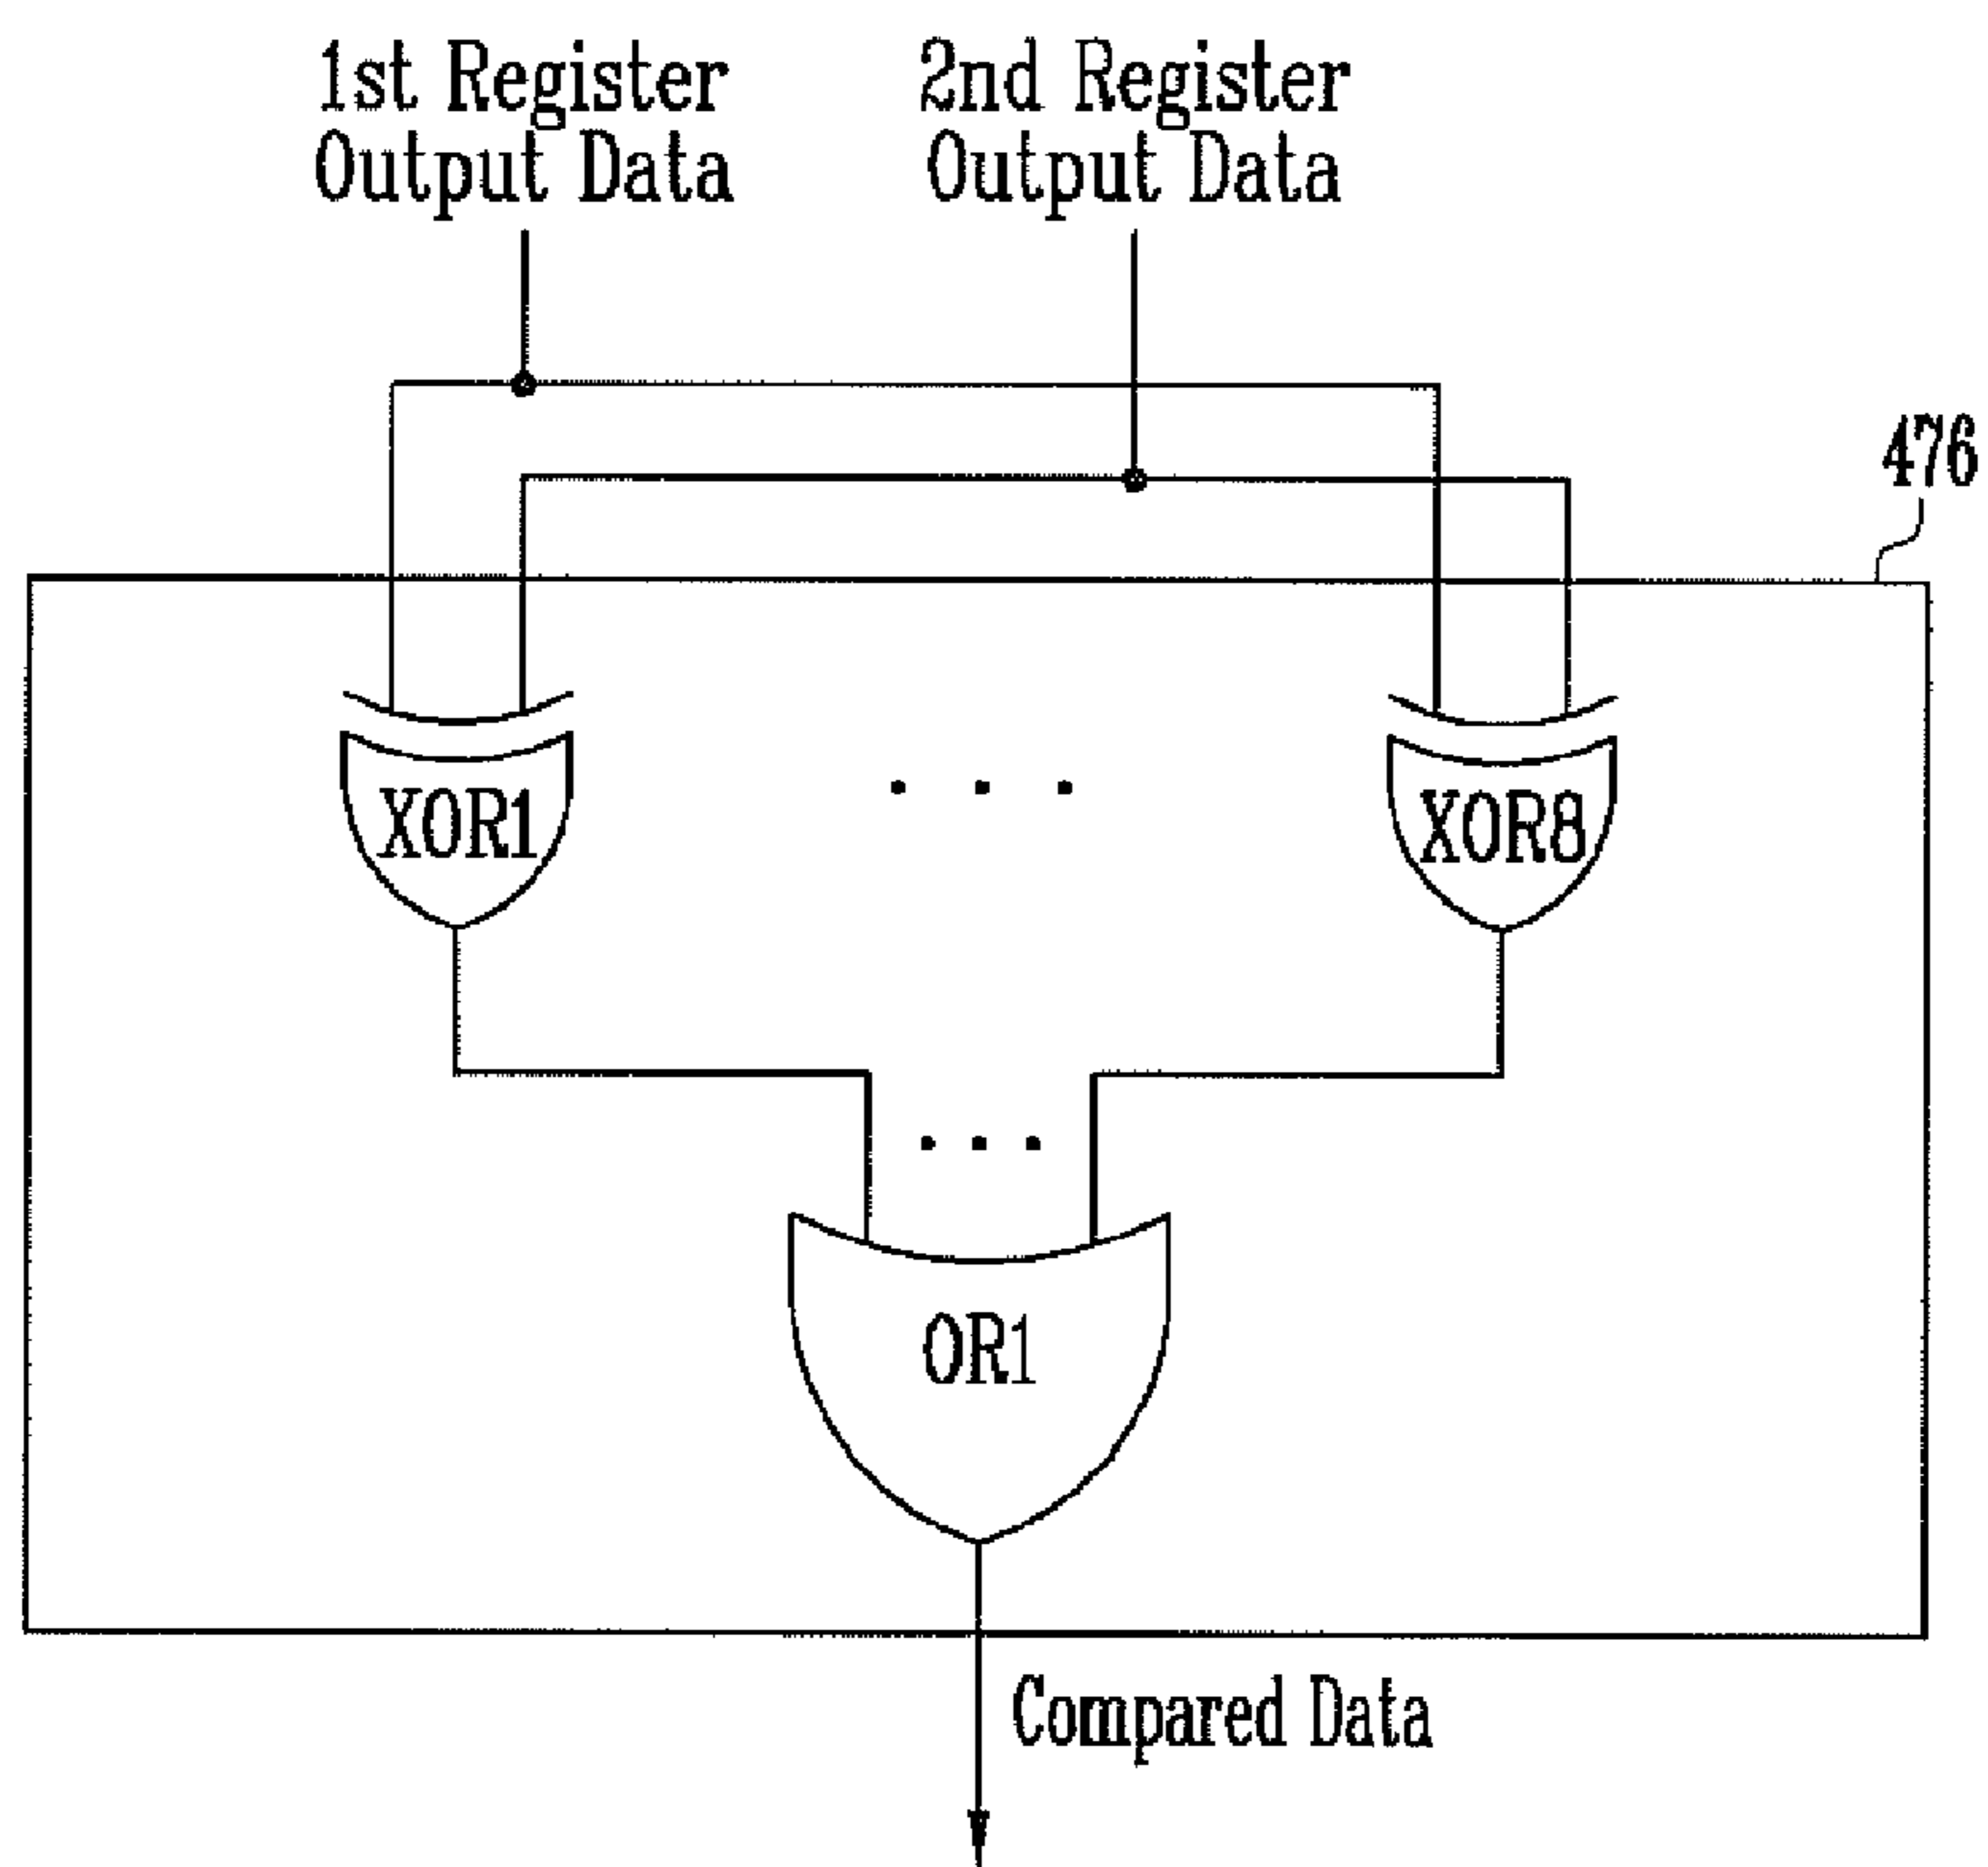 1st Register
Output Data
2nd Register
Output Data
476
XOR1
XOR8
OR1
Compared Data